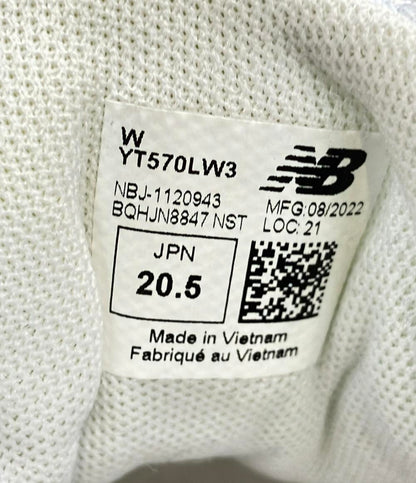 W
YT570LW3
NB
NBJ-1120943
MFG:08/2022
BQHJN8847 NST
LOC: 21
JPN
20.5
Made in Vietnam
Fabriqué au Vietnam